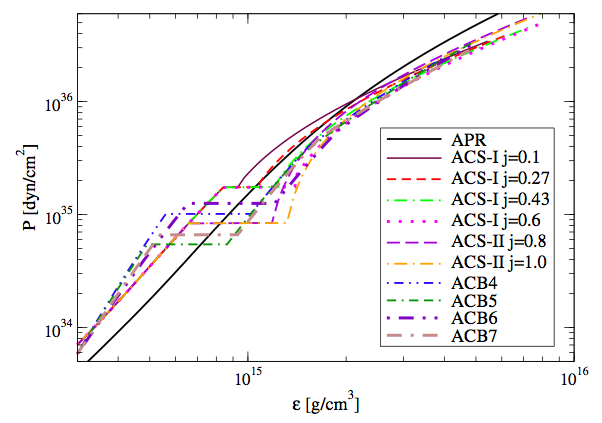 P [dyn/cm²]
10³⁶
10³⁵
10³⁴
APR
ACS-I j=0.1
ACS-I j=0.27
ACS-I j=0.43
ACS-I j=0.6
ACS-II j=0.8
ACS-II j=1.0
ACB4
ACB5
ACB6
ACB7
10¹⁵
10¹⁶
ε [g/cm³]